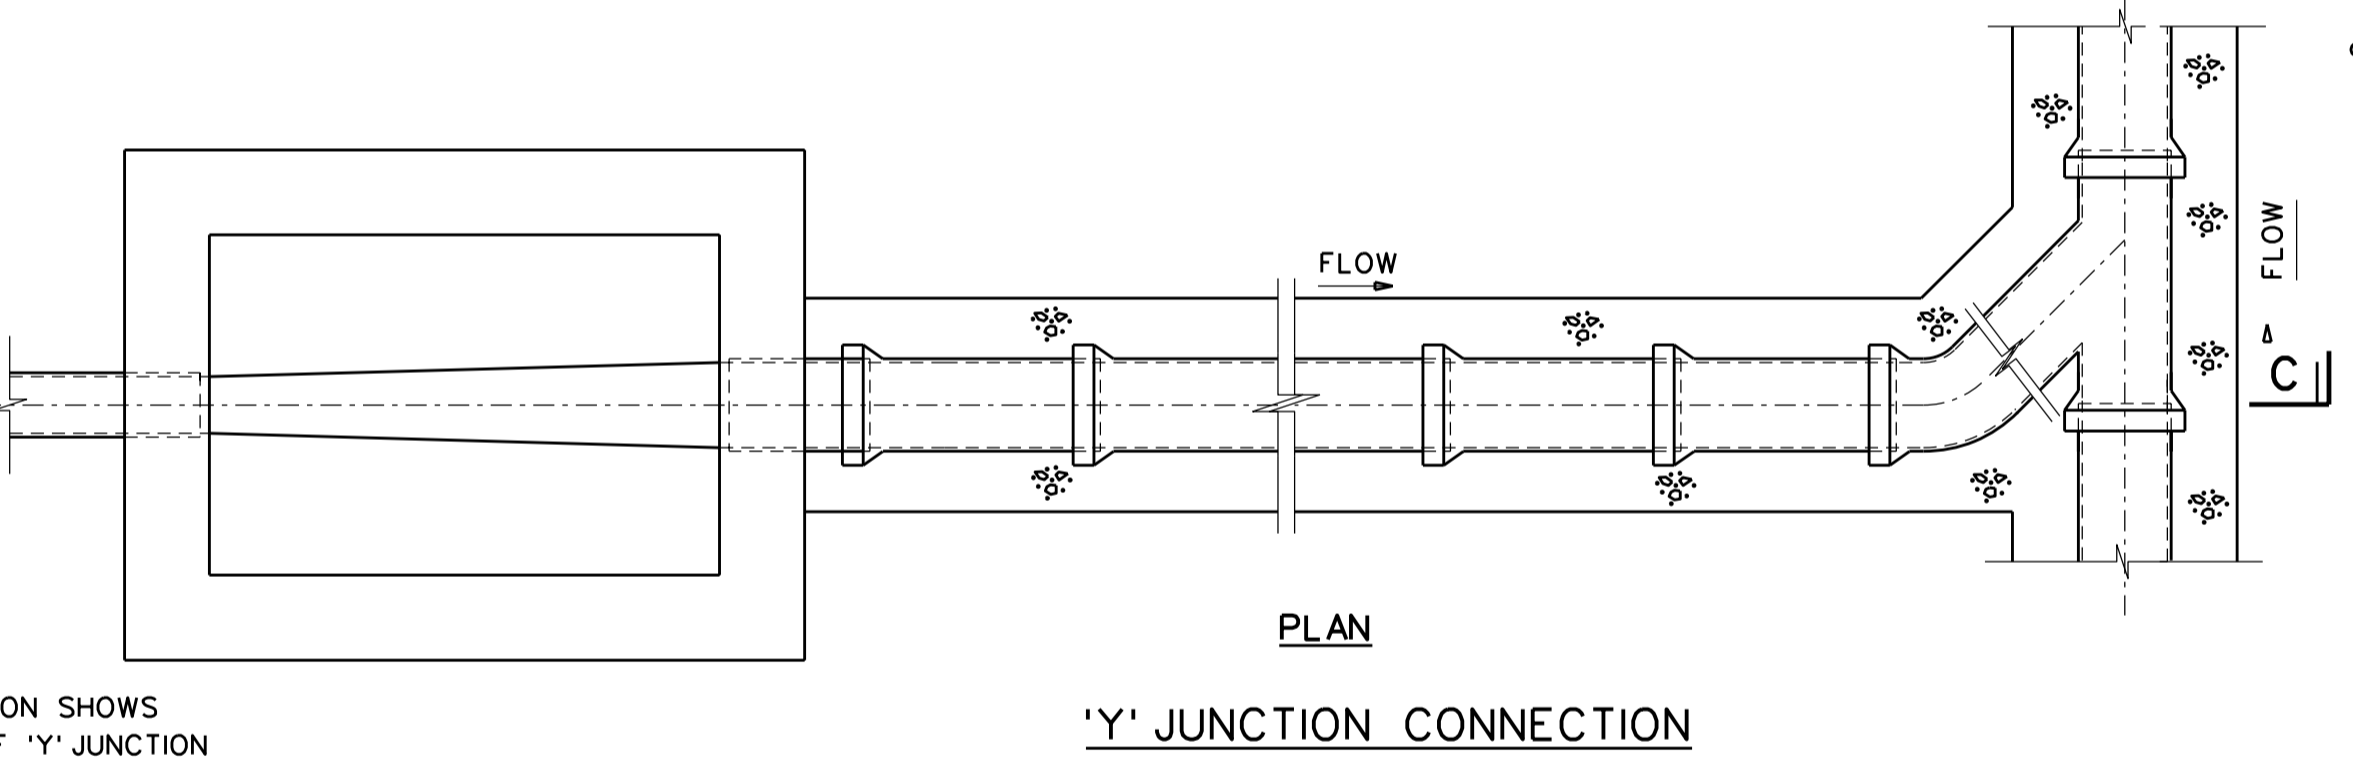 FLOW
FLOW
C
PLAN
ON SHOWS
'Y' JUNCTION
'Y' JUNCTION CONNECTION